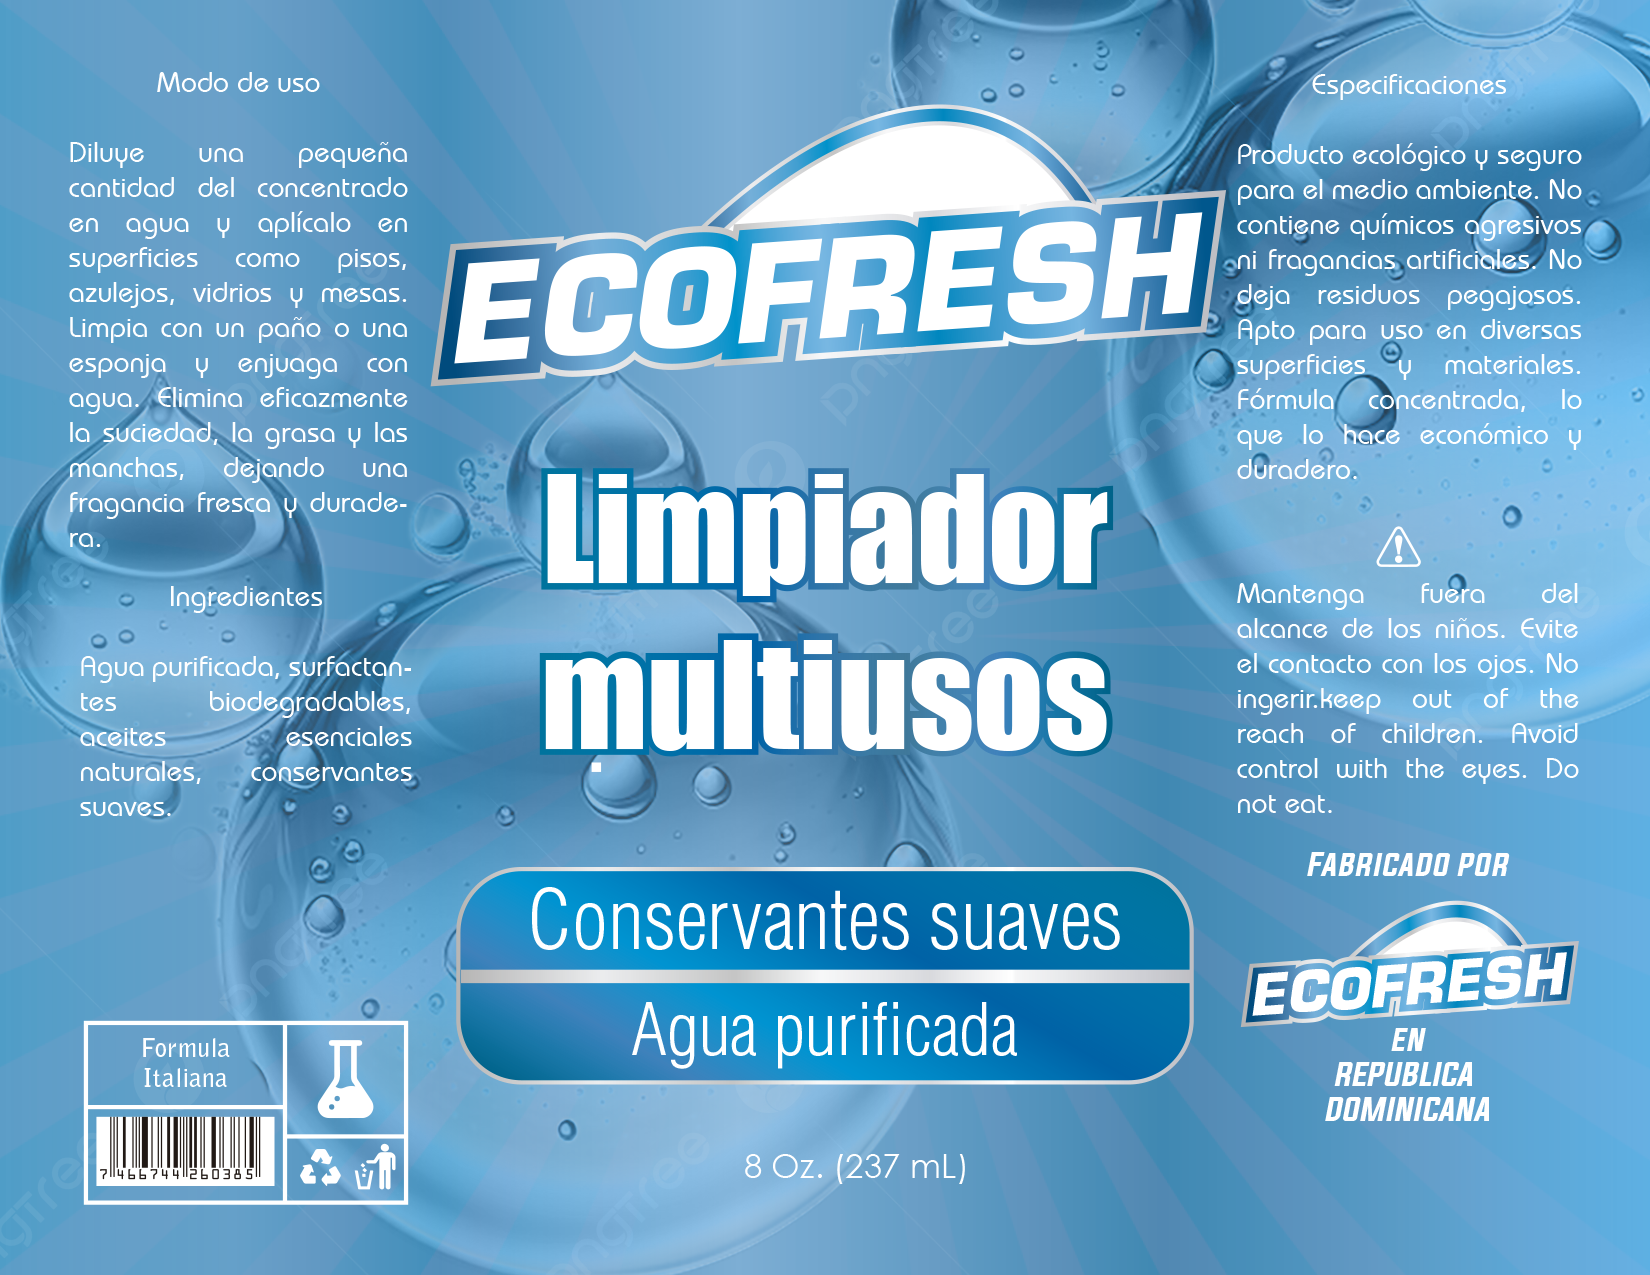 Modo de uso
Diluye una pequeña
cantidad del concentrado
en agua y aplícalo en
superficies como pisos,
azulejos, vidrios y mesas.
Limpia con un paño o una
esponja y enjuaga con
agua. Elimina eficazmente
la suciedad, la grasa y las
manchas, dejando una
fragancia fresca y durade-
ra.
Ingredientes
Agua purificada, surfactan-
tes biodegradables,
aceites esenciales
naturales, conservantes
suaves.
Formula
Italiana
7 466744 260385
ECOFRESH
Limpiador
multiusos
Conservantes suaves
Agua purificada
8 Oz. (237 mL)
Especificaciones
Producto ecológico y seguro
para el medio ambiente. No
contiene químicos agresivos
ni fragancias artificiales. No
deja residuos pegajosos.
Apto para uso en diversas
superficies y materiales.
Fórmula concentrada, lo
que lo hace económico y
duradero.
Mantenga fuera del
alcance de los niños. Evite
el contacto con los ojos. No
ingerir.keep out of the
reach of children. Avoid
control with the eyes. Do
not eat.
FABRICADO POR
ECOFRESH
EN
REPUBLICA
DOMINICANA
pngtree